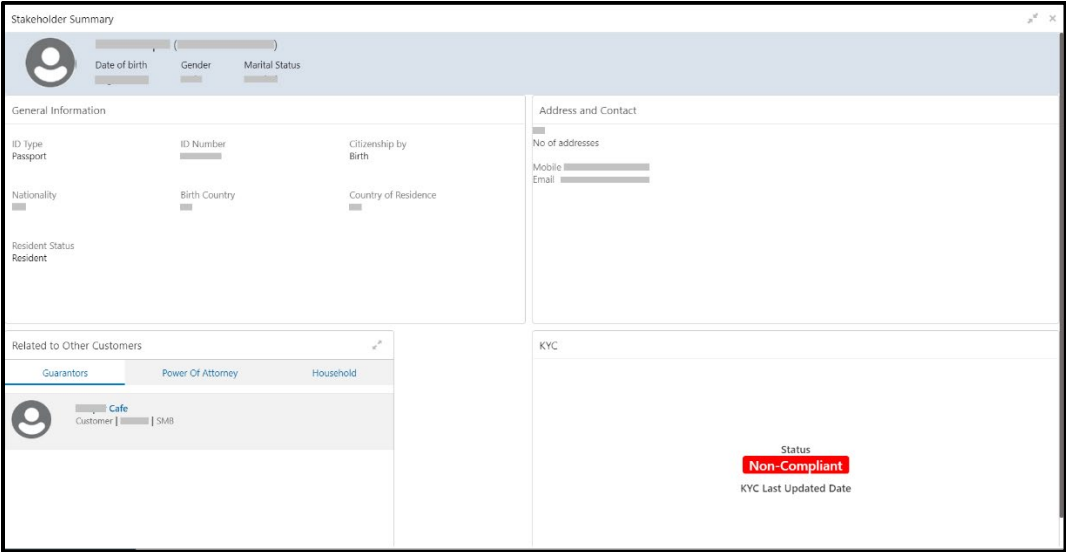 Stakeholder Summary
( )
Date of birth Gender Marital Status
General Information
ID Type ID Number Citizenship by
Passport Birth
Nationality Birth Country Country of Residence
Resident Status
Resident
Address and Contact
No of addresses
Mobile
Email
Related to Other Customers
Guarantors Power Of Attorney Household
Cafe
Customer | | SMB
KYC
Status
Non-Compliant
KYC Last Updated Date